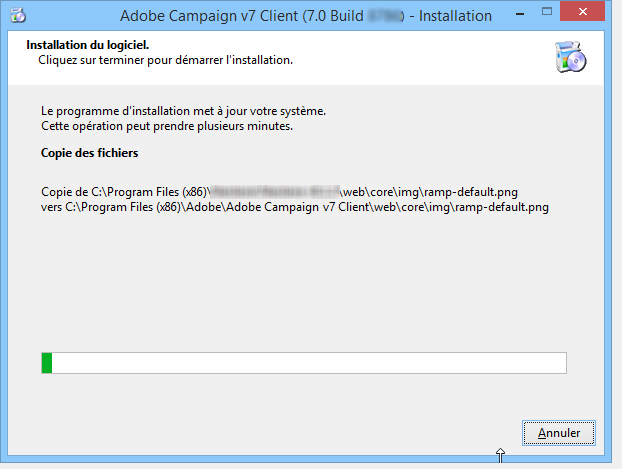 Adobe Campaign v7 Client (7.0 Build ) - Installation
Installation du logiciel.
Cliquez sur terminer pour démarrer l'installation.
Le programme d'installation met à jour votre système.
Cette opération peut prendre plusieurs minutes.
Copie des fichiers
Copie de C:\Program Files (x86)\ \web\core\img\ramp-default.png
vers C:\Program Files (x86)\Adobe\Adobe Campaign v7 Client\web\core\img\ramp-default.png
Annuler